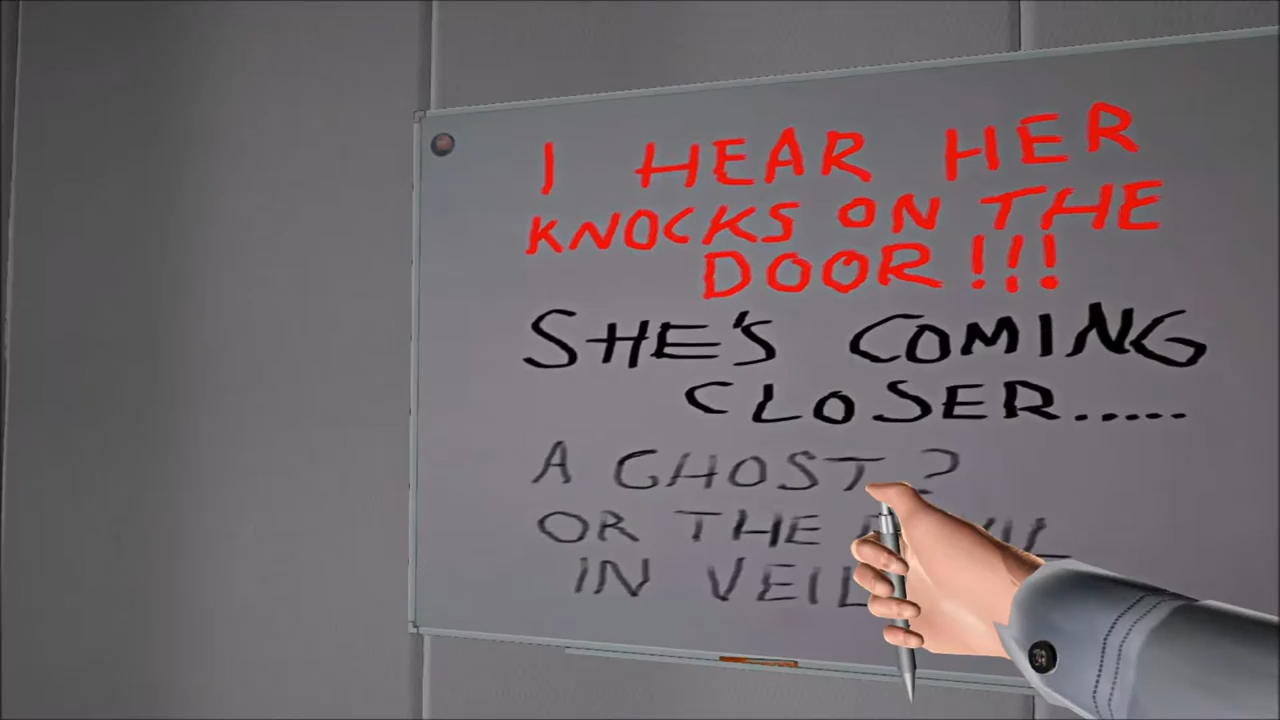 I HEAR HER
KNOCKS ON THE
DOOR!!!
SHE'S COMING
CLOSER.....
A GHOST?
OR THE
IN VEIL